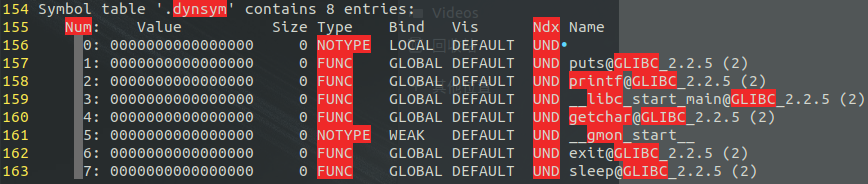 154 Symbol table '.dynsym' contains 8 entries:
155 Num: Value Size Type Bind Vis Ndx Name
156 0: 0000000000000000 0 NOTYPE LOCAL DEFAULT UND
157 1: 0000000000000000 0 FUNC GLOBAL DEFAULT UND puts@GLIBC_2.2.5 (2)
158 2: 0000000000000000 0 FUNC GLOBAL DEFAULT UND printf@GLIBC_2.2.5 (2)
159 3: 0000000000000000 0 FUNC GLOBAL DEFAULT UND __libc_start_main@GLIBC_2.2.5 (2)
160 4: 0000000000000000 0 FUNC GLOBAL DEFAULT UND getchar@GLIBC_2.2.5 (2)
161 5: 0000000000000000 0 NOTYPE WEAK DEFAULT UND __gmon_start__
162 6: 0000000000000000 0 FUNC GLOBAL DEFAULT UND exit@GLIBC_2.2.5 (2)
163 7: 0000000000000000 0 FUNC GLOBAL DEFAULT UND sleep@GLIBC_2.2.5 (2)
Videos